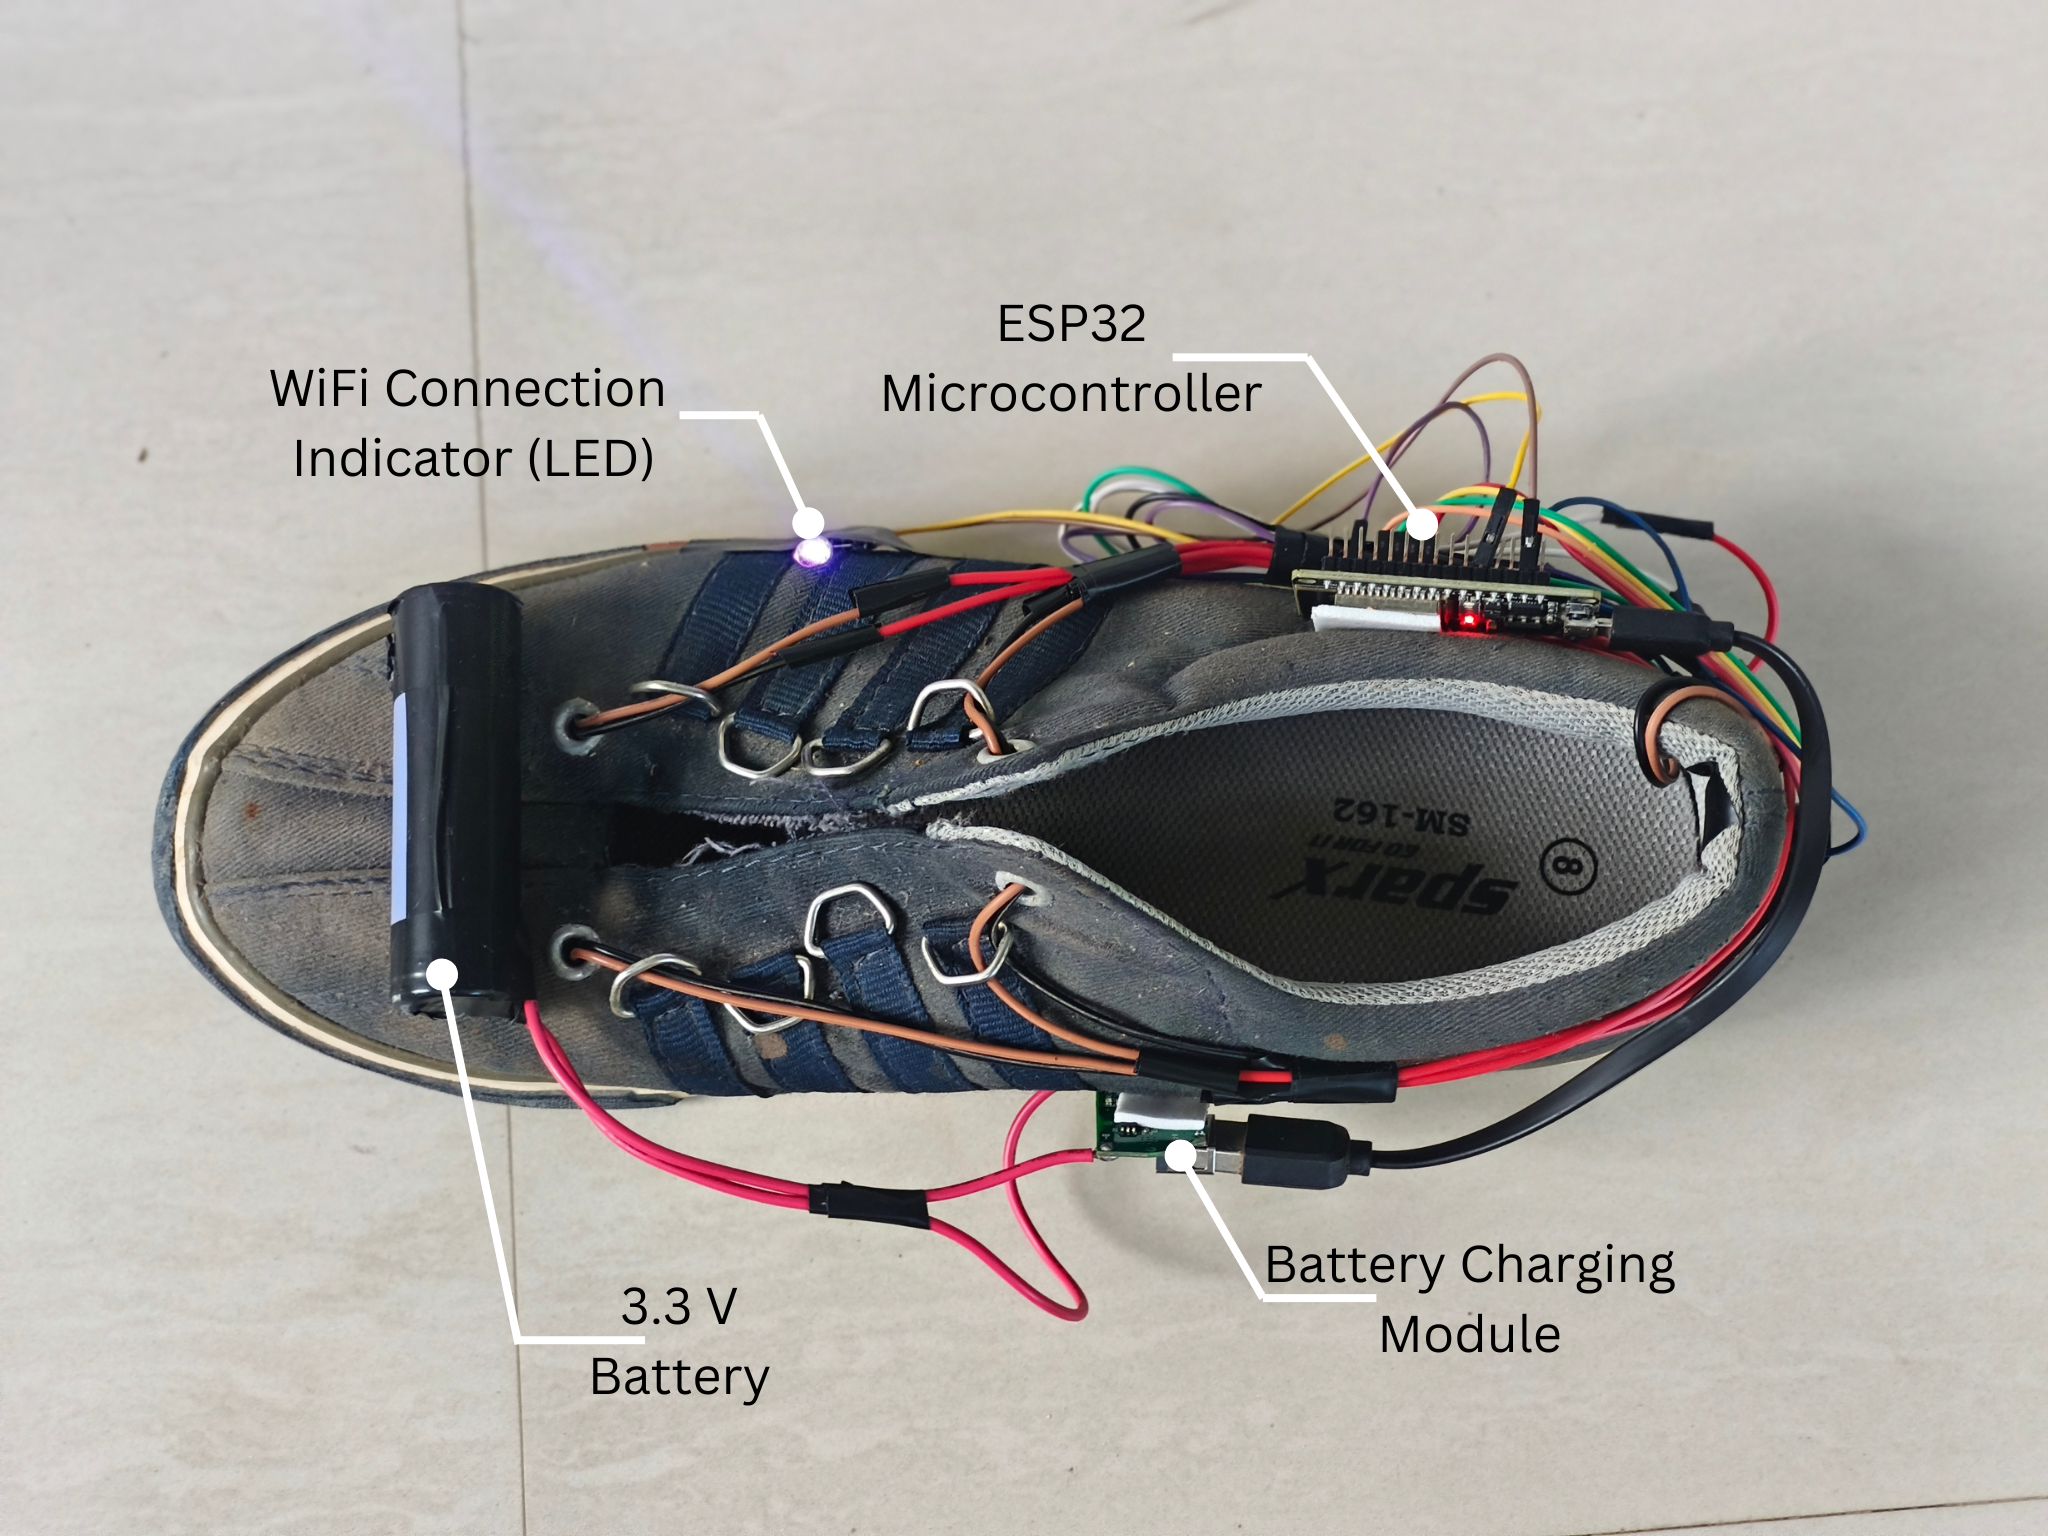 ESP32
Microcontroller
WiFi Connection
Indicator (LED)
SM-162
GO FOR IT
sparx
8
Battery Charging
Module
3.3 V
Battery